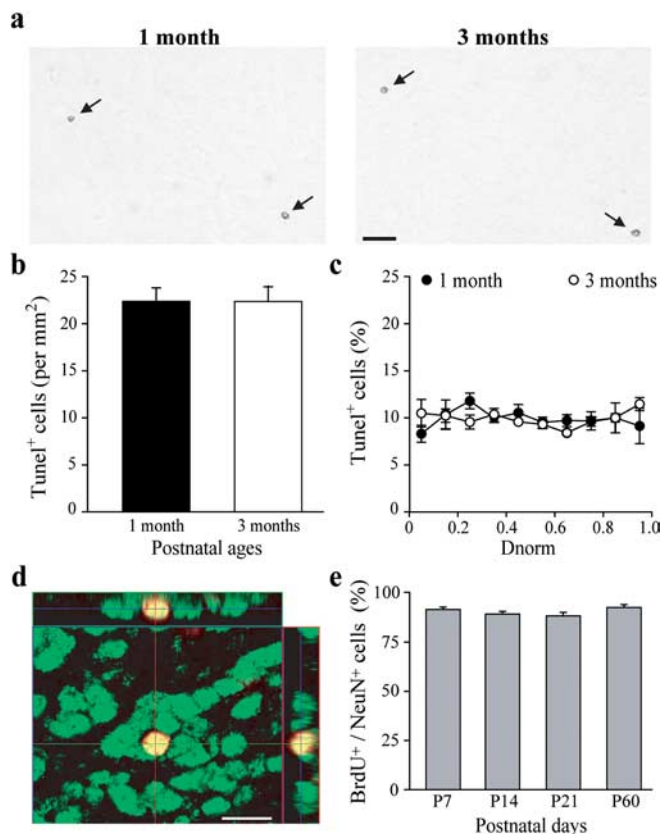 a
1 month
3 months
b
Tunel⁺ cells (per mm²)
25
20
15
10
5
0
1 month
3 months
Postnatal ages
c
1 month
3 months
Tunel⁺ cells (%)
25
20
15
10
5
0
0 0.2 0.4 0.6 0.8 1.0
Dnorm
d
e
BrdU⁺ / NeuN⁺ cells (%)
100
75
50
25
0
P7 P14 P21 P60
Postnatal days